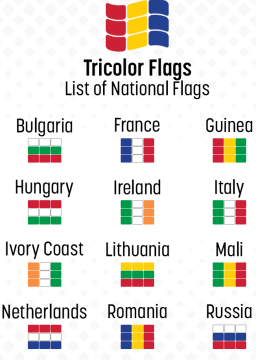 Tricolor Flags
List of National Flags
Bulgaria France Guinea
Hungary Ireland Italy
Ivory Coast Lithuania Mali
Netherlands Romania Russia